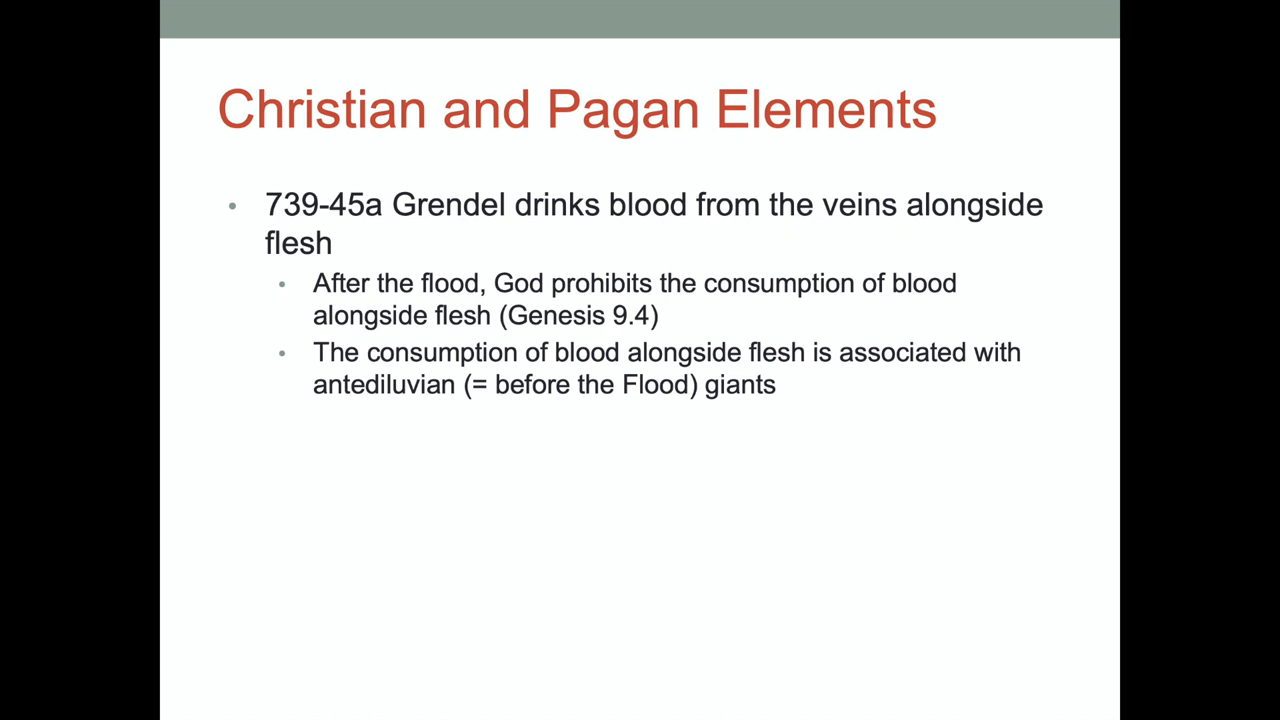 Christian and Pagan Elements
• 739-45a Grendel drinks blood from the veins alongside
flesh
• After the flood, God prohibits the consumption of blood
alongside flesh (Genesis 9.4)
• The consumption of blood alongside flesh is associated with
antediluvian (= before the Flood) giants